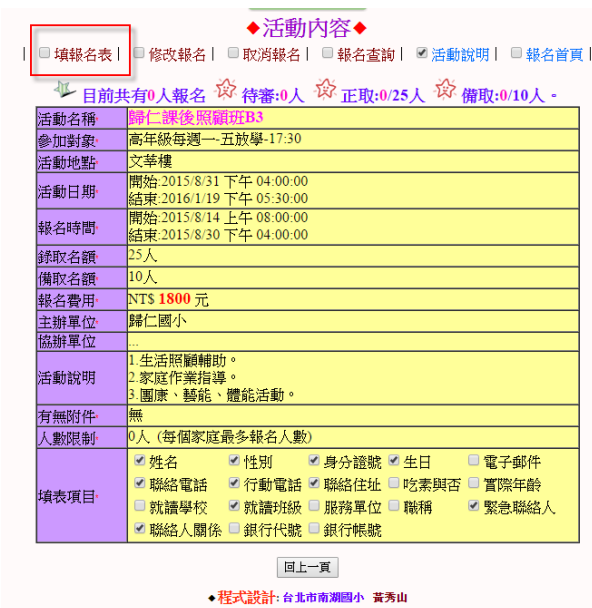 ◆活動內容◆
| 填報名表 | 修改報名 | 取消報名 | 報名查詢 | 活動說明 | 報名首頁 |
目前共有0人報名 待審:0人 正取:0/25人 備取:0/10人。
活動名稱* 歸仁課後照顧班B3
參加對象* 高年級每週一-五放學-17:30
活動地點* 文莘樓
活動日期* 開始:2015/8/31 下午 04:00:00
結束:2016/1/19 下午 05:30:00
報名時間* 開始:2015/8/14 上午 08:00:00
結束:2015/8/30 下午 04:00:00
錄取名額* 25人
備取名額* 10人
報名費用* NT$ 1800 元
主辦單位* 歸仁國小
協辦單位 ...
活動說明 1.生活照顧輔助。
2.家庭作業指導。
3.團康、藝能、體能活動。
有無附件* 無
人數限制* 0人 (每個家庭最多報名人數)
填表項目* 姓名 性別 身分證號 生日 電子郵件
聯絡電話 行動電話 聯絡住址 吃素與否 實際年齡
就讀學校 就讀班級 服務單位 職稱 緊急聯絡人
聯絡人關係 銀行代號 銀行帳號
回上一頁
◆程式設計: 台北市南湖國小 黃秀山